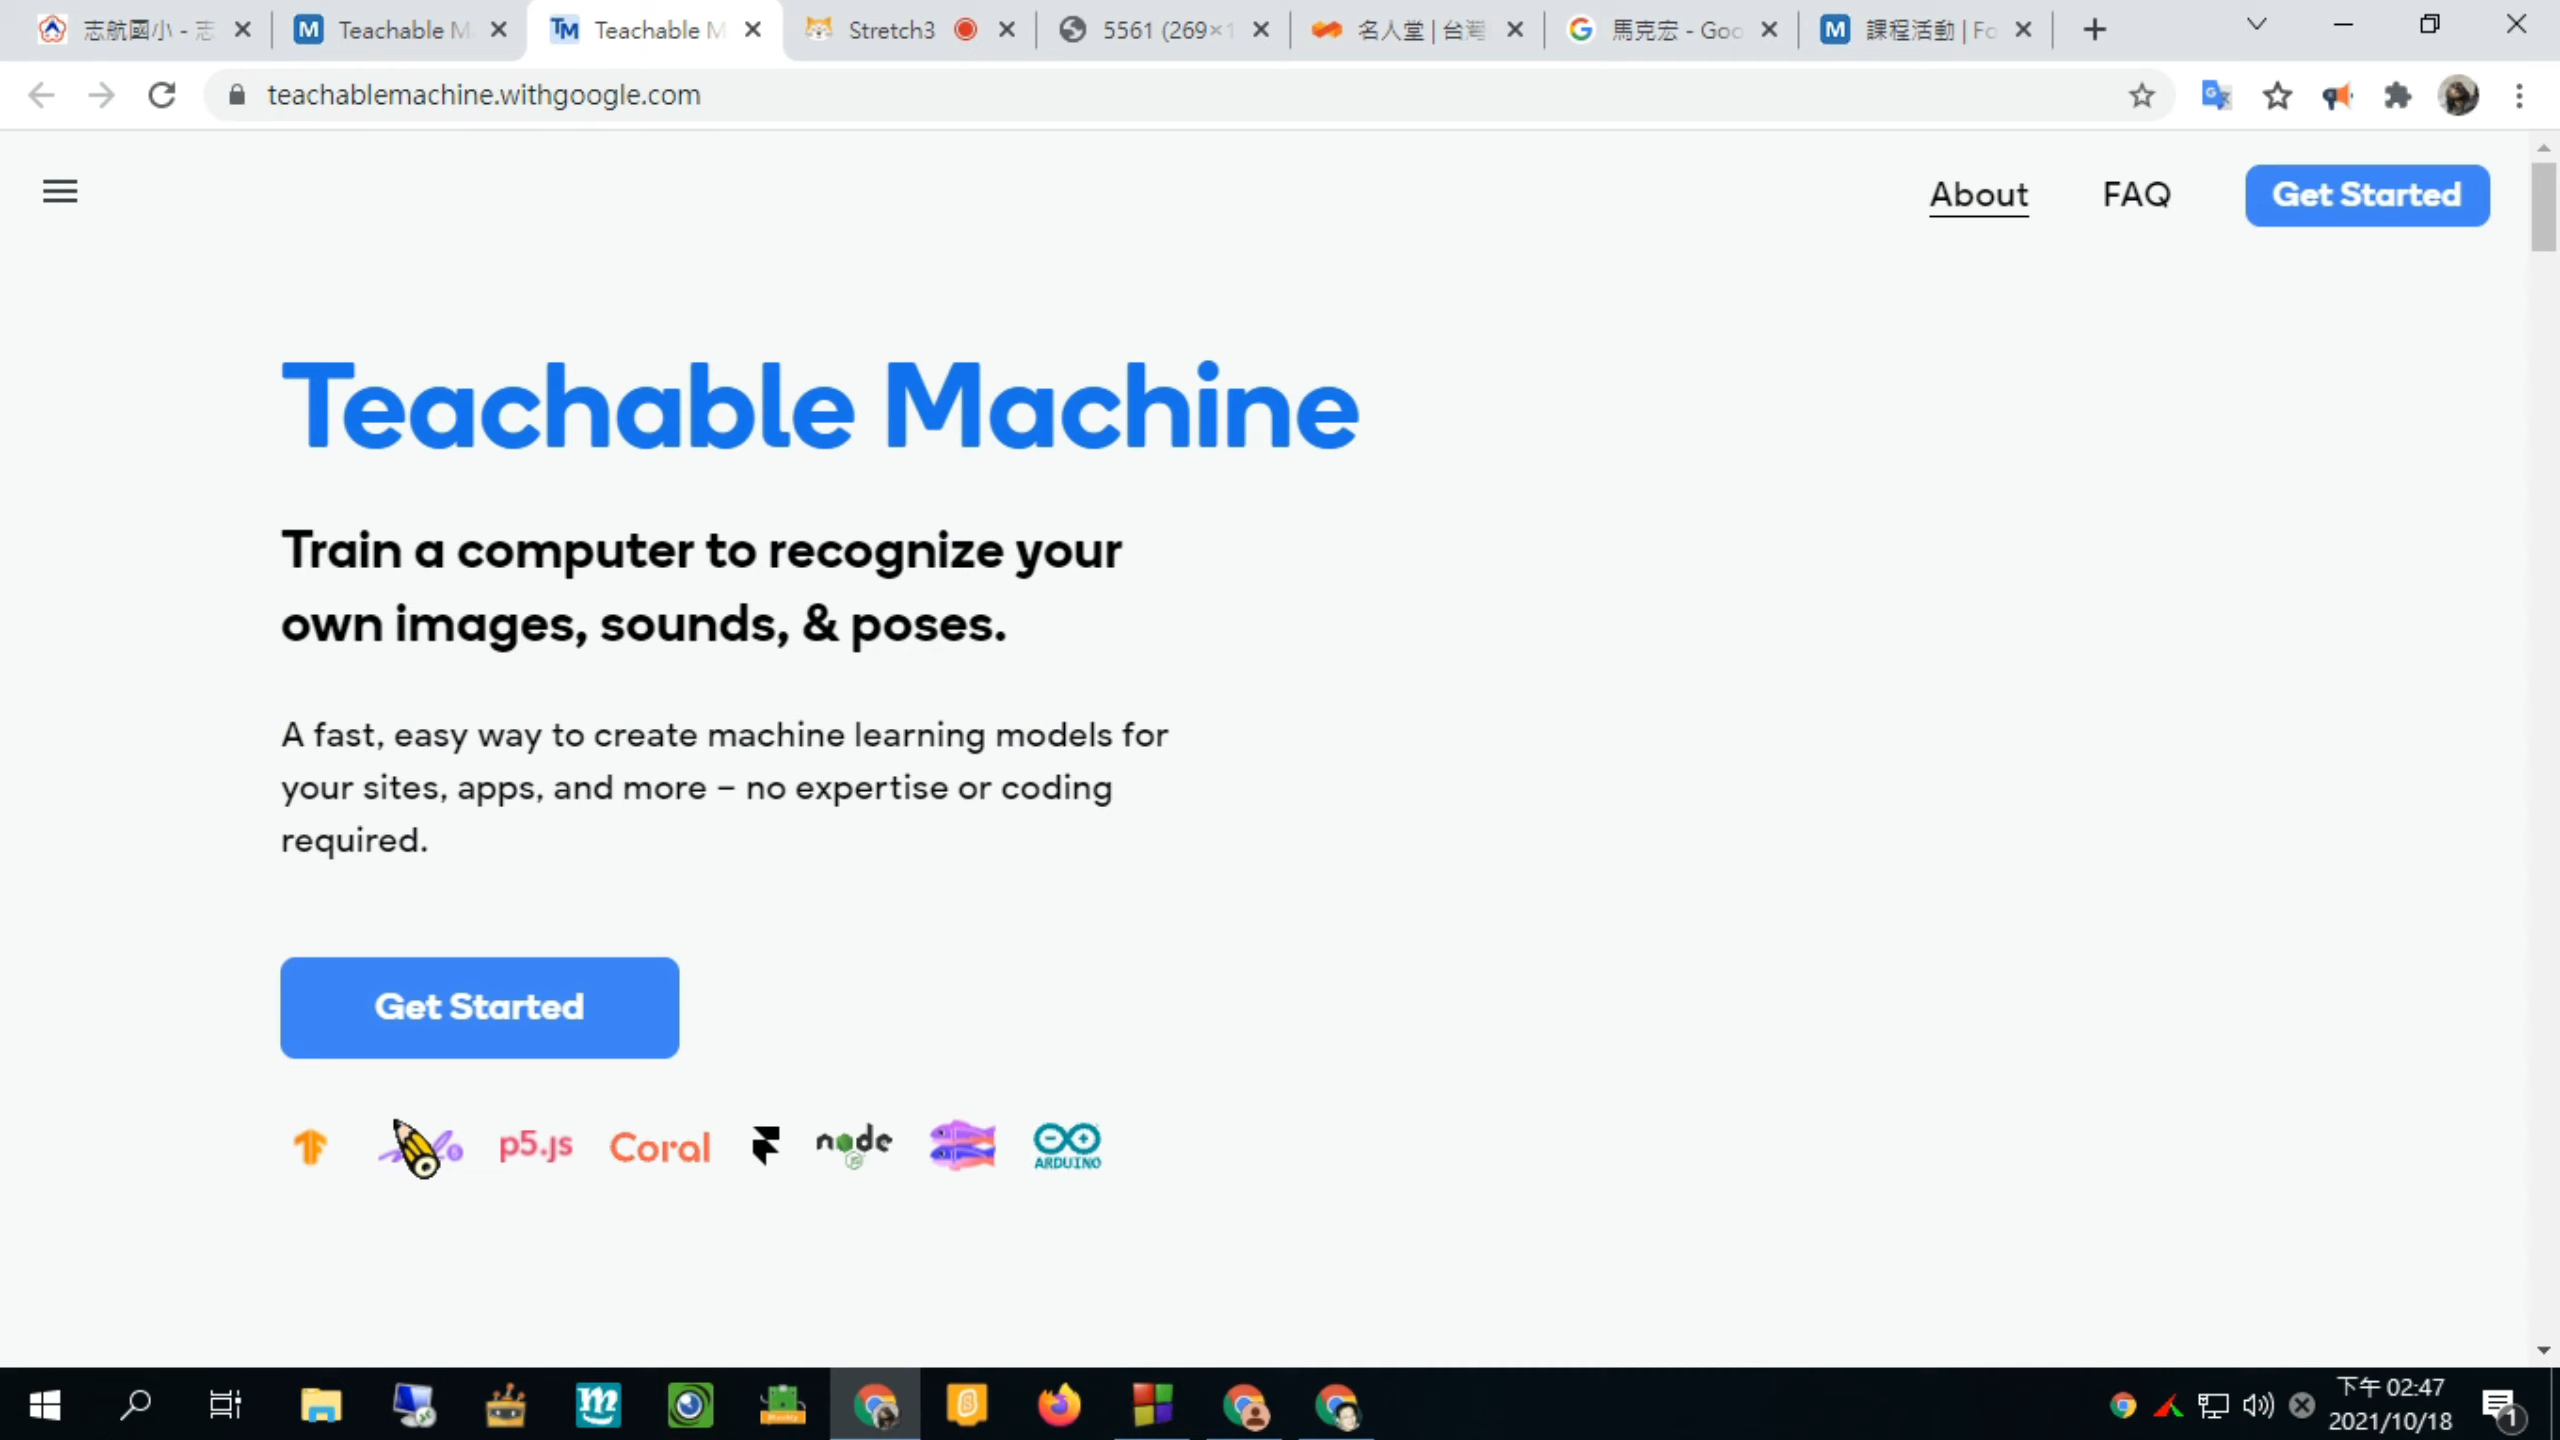 志航國小 - 志
Teachable M
Teachable M
Stretch3
5561 (269×1
名人堂 | 台灣
馬克宏 - Goo
課程活動 | Fo
teachablemachine.withgoogle.com
About
FAQ
Get Started
Teachable Machine
Train a computer to recognize your
own images, sounds, & poses.
A fast, easy way to create machine learning models for
your sites, apps, and more – no expertise or coding
required.
Get Started
p5.js
Coral
node
ARDUINO
下午 02:47
2021/10/18
1